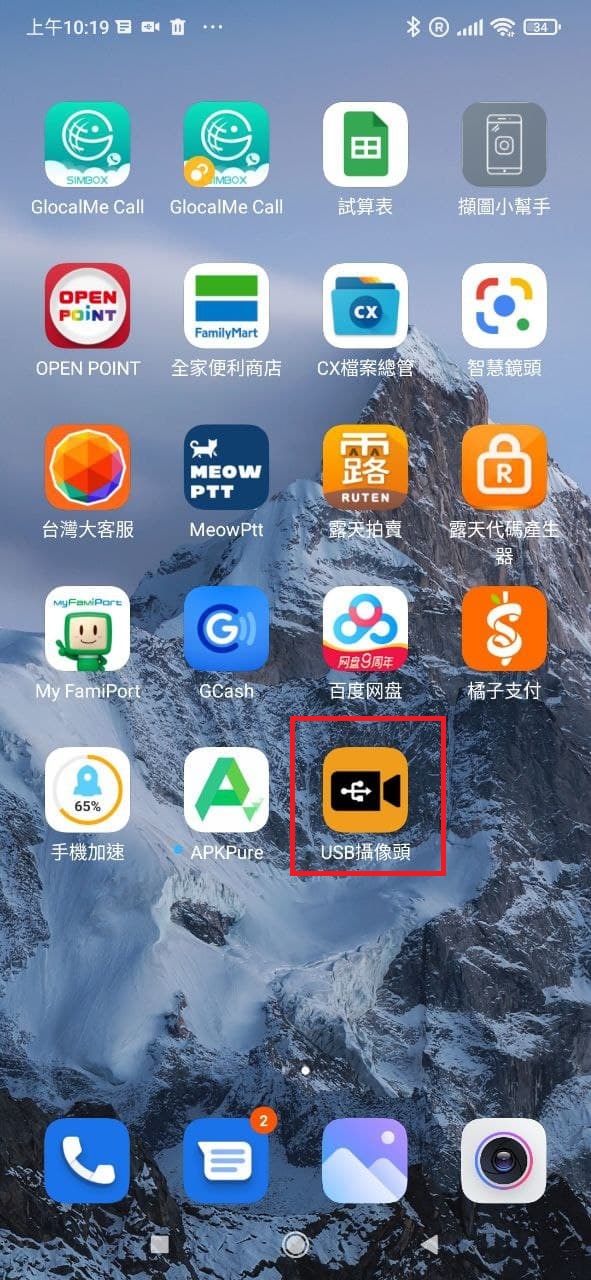 上午10:19
34
SIMBOX
SIMBOX
GlocalMe Call
GlocalMe Call
試算表
擷圖小幫手
OPEN
POiNT
FamilyMart
CX
OPEN POINT
全家便利商店
CX檔案總管
智慧鏡頭
MEOW
PTT
露
RUTEN
R
台灣大客服
MeowPtt
露天拍賣
露天代碼產生
器
MyFamiPort
G
网盘9周年
My FamiPort
GCash
百度网盘
橘子支付
65%
手機加速
APKPure
USB攝像頭
2